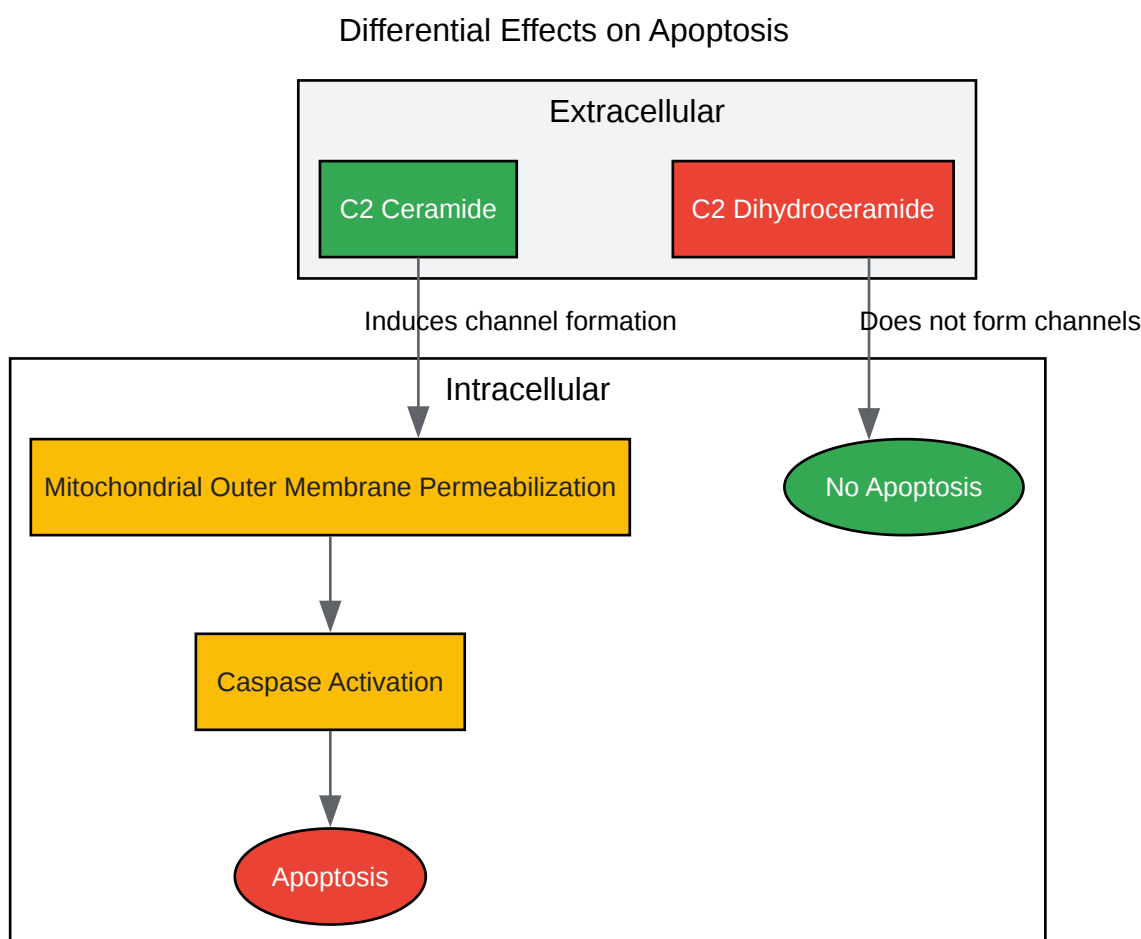 Differential Effects on Apoptosis
Extracellular
C2 Ceramide
C2 Dihydroceramide
Induces channel formation
Does not form channels
Intracellular
Mitochondrial Outer Membrane Permeabilization
No Apoptosis
Caspase Activation
Apoptosis